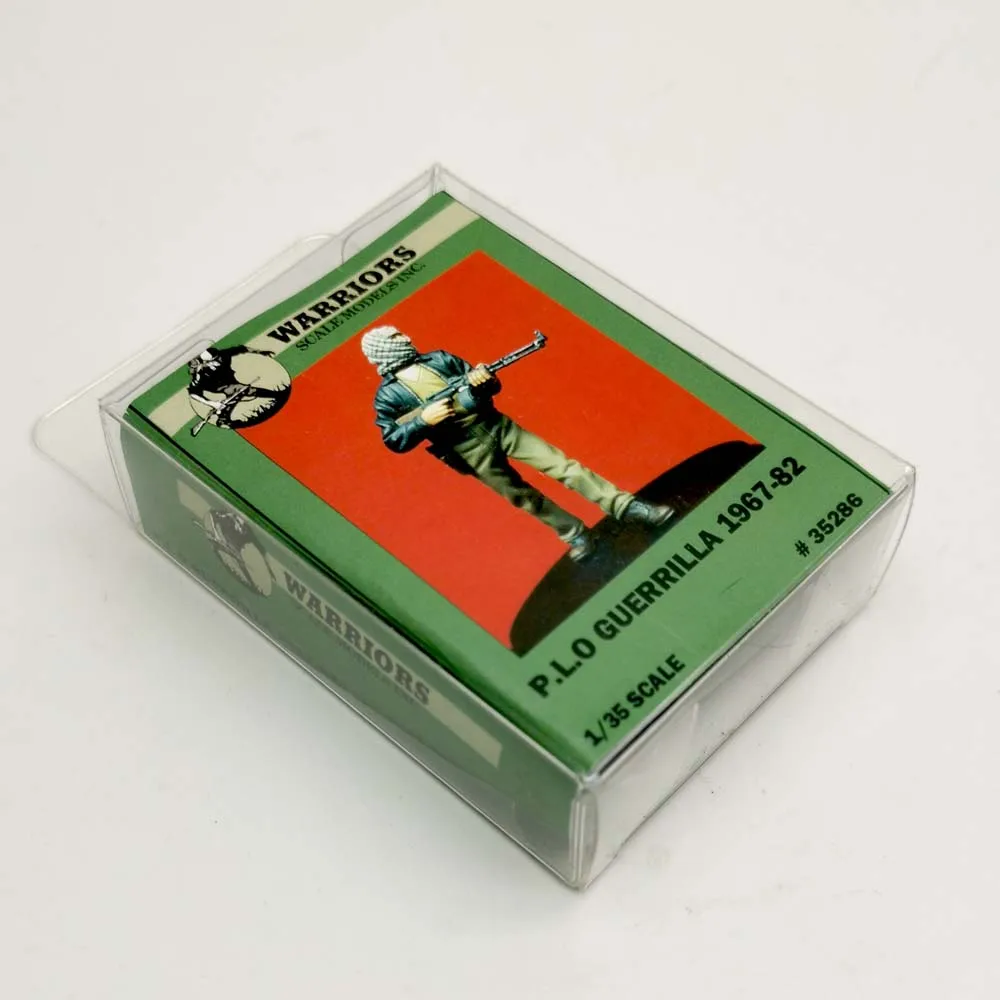 WARRIORS
SCALE MODELS INC.
P.L.O GUERRILLA 1967-82
# 35286
1/35 SCALE
WARRIORS